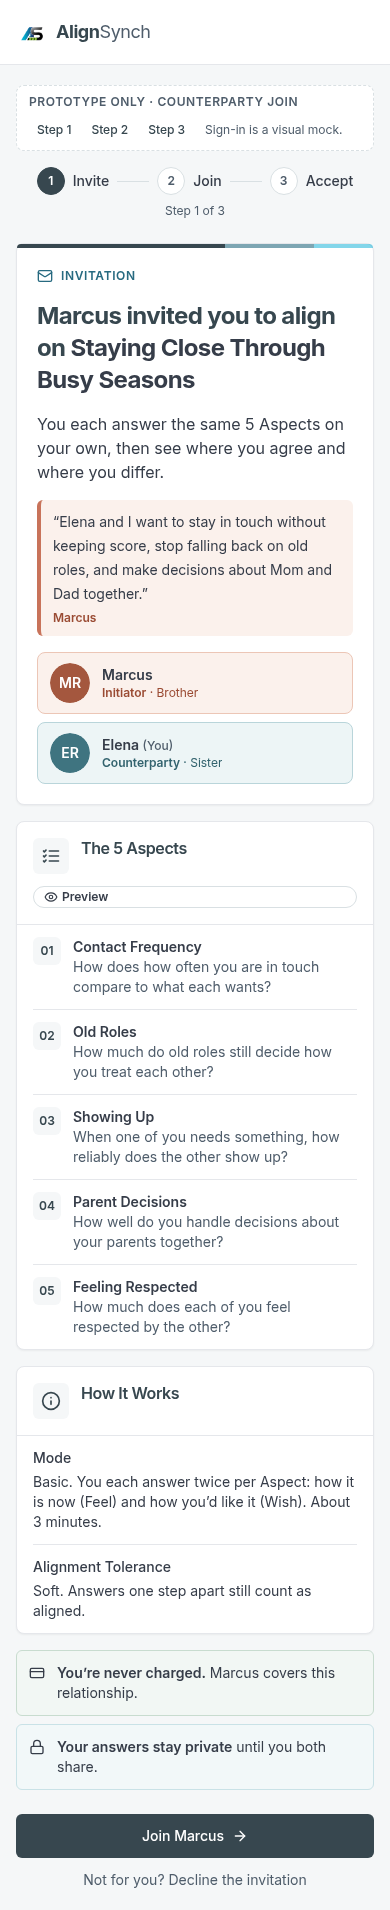 AlignSynch
PROTOTYPE ONLY · COUNTERPARTY JOIN
Step 1 Step 2 Step 3 Sign-in is a visual mock.
1 Invite 2 Join 3 Accept
Step 1 of 3
INVITATION
Marcus invited you to align
on Staying Close Through
Busy Seasons
You each answer the same 5 Aspects on
your own, then see where you agree and
where you differ.
“Elena and I want to stay in touch without
keeping score, stop falling back on old
roles, and make decisions about Mom and
Dad together.”
Marcus
MR
Marcus
Initiator · Brother
ER
Elena (You)
Counterparty · Sister
The 5 Aspects
Preview
01 Contact Frequency
How does how often you are in touch
compare to what each wants?
02 Old Roles
How much do old roles still decide how
you treat each other?
03 Showing Up
When one of you needs something, how
reliably does the other show up?
04 Parent Decisions
How well do you handle decisions about
your parents together?
05 Feeling Respected
How much does each of you feel
respected by the other?
How It Works
Mode
Basic. You each answer twice per Aspect: how it
is now (Feel) and how you’d like it (Wish). About
3 minutes.
Alignment Tolerance
Soft. Answers one step apart still count as
aligned.
You’re never charged. Marcus covers this
relationship.
Your answers stay private until you both
share.
Join Marcus
Not for you? Decline the invitation